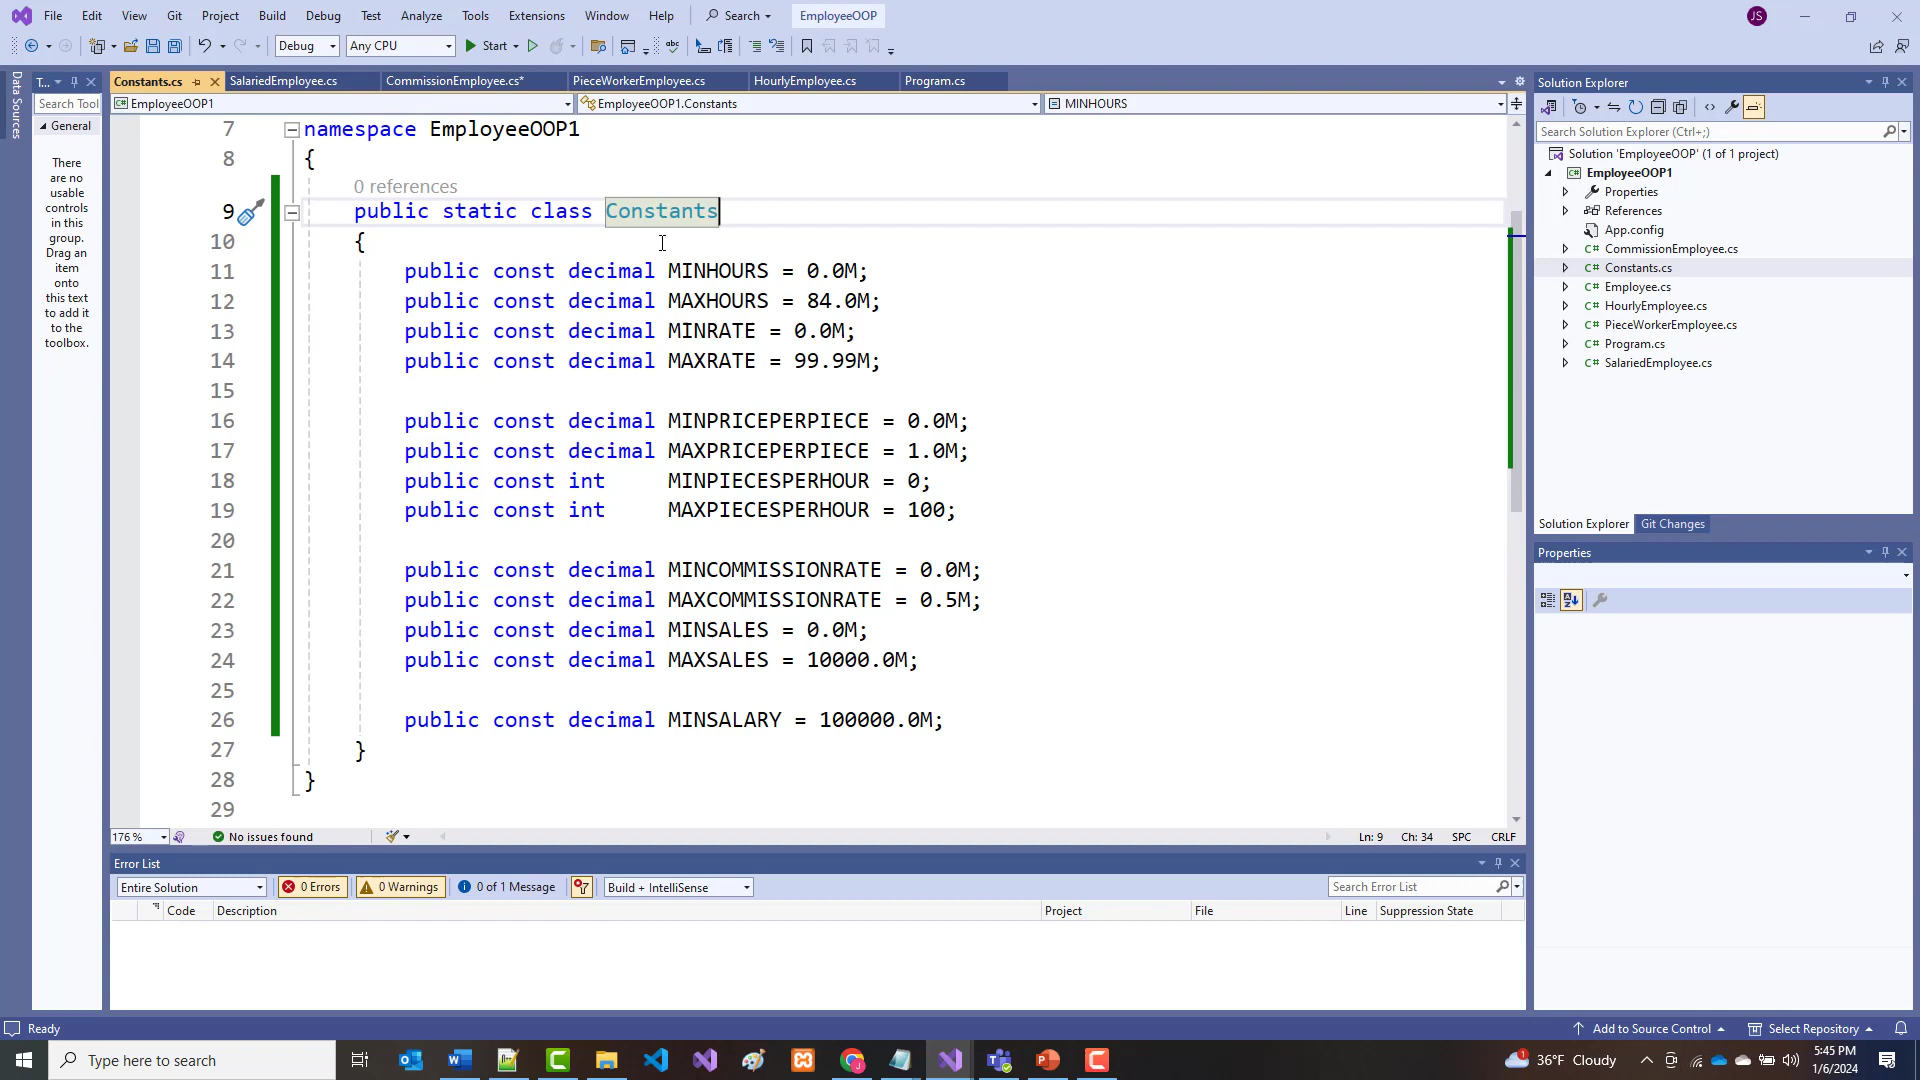 File Edit View Git Project Build Debug Test Analyze Tools Extensions Window Help Search EmployeeOOP JS
Debug Any CPU Start
Data Sources
T...
Search Tool
General
There
are no
usable
controls
in this
group.
Drag an
item
onto
this text
to add it
to the
toolbox.
Constants.cs SalariedEmployee.cs CommissionEmployee.cs* PieceWorkerEmployee.cs HourlyEmployee.cs Program.cs
EmployeeOOP1 EmployeeOOP1.Constants MINHOURS
7 namespace EmployeeOOP1
8 {
0 references
9 public static class Constants
10 {
11 public const decimal MINHOURS = 0.0M;
12 public const decimal MAXHOURS = 84.0M;
13 public const decimal MINRATE = 0.0M;
14 public const decimal MAXRATE = 99.99M;
15
16 public const decimal MINPRICEPERPIECE = 0.0M;
17 public const decimal MAXPRICEPERPIECE = 1.0M;
18 public const int MINPIECESPERHOUR = 0;
19 public const int MAXPIECESPERHOUR = 100;
20
21 public const decimal MINCOMMISSIONRATE = 0.0M;
22 public const decimal MAXCOMMISSIONRATE = 0.5M;
23 public const decimal MINSALES = 0.0M;
24 public const decimal MAXSALES = 10000.0M;
25
26 public const decimal MINSALARY = 100000.0M;
27 }
28 }
29
176 % No issues found Ln: 9 Ch: 34 SPC CRLF
Error List
Entire Solution 0 Errors 0 Warnings 0 of 1 Message Build + IntelliSense Search Error List
Code Description Project File Line Suppression State
Solution Explorer
Search Solution Explorer (Ctrl+;)
Solution 'EmployeeOOP' (1 of 1 project)
EmployeeOOP1
Properties
References
App.config
C# CommissionEmployee.cs
C# Constants.cs
C# Employee.cs
C# HourlyEmployee.cs
C# PieceWorkerEmployee.cs
C# Program.cs
C# SalariedEmployee.cs
Solution Explorer Git Changes
Properties
Ready Add to Source Control Select Repository
Type here to search 36°F Cloudy 5:45 PM
1/6/2024